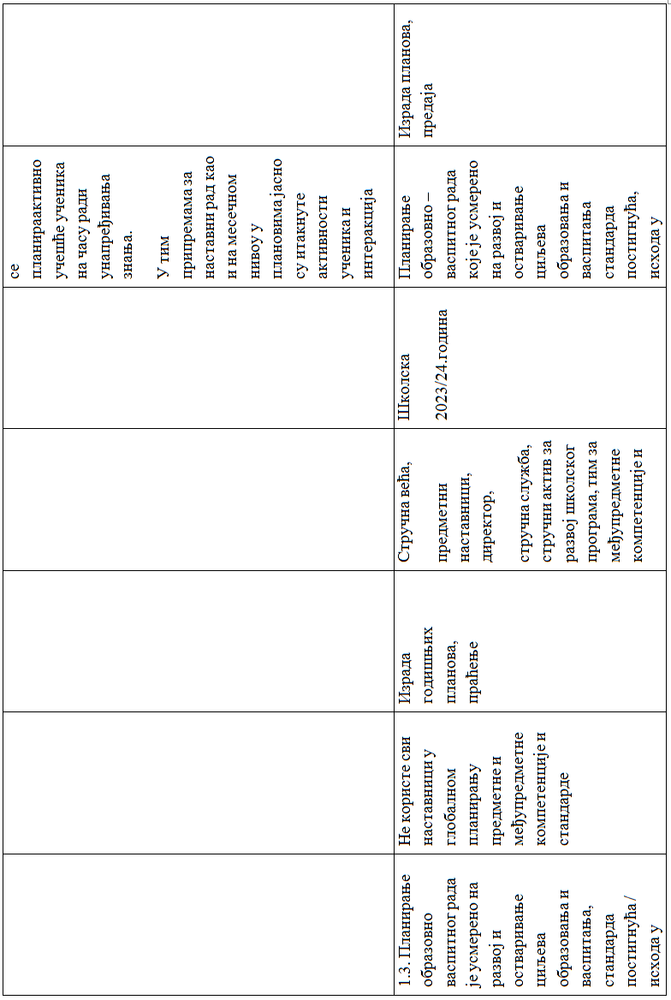 се
планираактивно
учешће ученика
на часу ради
унапређивања
знања.
У тим
припремама за
наставни рад као
и на месечном
нивоу у
плановима јасно
су итакнуте
активности
ученика и
интеракција
1.3. Планирање
образовно
васпитног рада
је усмерено на
развој и
остваривање
циљева
образовања и
васпитања,
стандарда
постигнућа /
исхода у
Не користе сви
наставници у
глобалном
планирању
предметне и
међупредметне
компетенције и
стандарде
Израда
годишњих
планова,
праћење
Стручна већа,
предметни
наставници,
директор,
стручна служба,
стручни актив за
развој школског
програма, тим за
међупредметне
компетенције и
Школска
2023/24.година
Планирање
образовно –
васпитног рада
које је усмерено
на развој и
остваривање
циљева
образовања и
васпитања
стандарда
постигнућа,
исхода у
Израда планова,
предаја